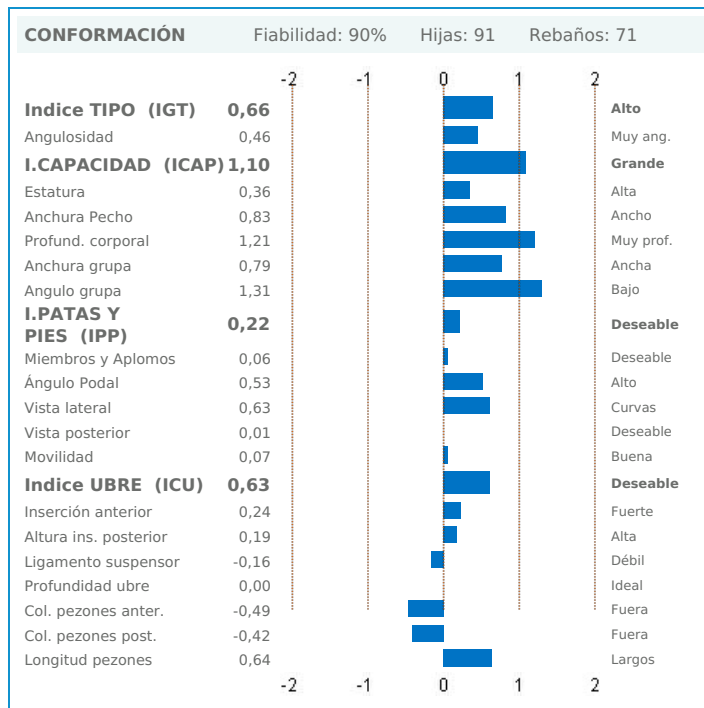 CONFORMACIÓN Fiabilidad: 90% Hijas: 91 Rebaños: 71
-2 -1 0 1 2
Indice TIPO (IGT) 0,66 Alto
Angulosidad 0,46 Muy ang.
I.CAPACIDAD (ICAP) 1,10 Grande
Estatura 0,36 Alta
Anchura Pecho 0,83 Ancho
Profund. corporal 1,21 Muy prof.
Anchura grupa 0,79 Ancha
Angulo grupa 1,31 Bajo
I.PATAS Y
PIES (IPP) 0,22 Deseable
Miembros y Aplomos 0,06 Deseable
Ángulo Podal 0,53 Alto
Vista lateral 0,63 Curvas
Vista posterior 0,01 Deseable
Movilidad 0,07 Buena
Indice UBRE (ICU) 0,63 Deseable
Inserción anterior 0,24 Fuerte
Altura ins. posterior 0,19 Alta
Ligamento suspensor -0,16 Débil
Profundidad ubre 0,00 Ideal
Col. pezones anter. -0,49 Fuera
Col. pezones post. -0,42 Fuera
Longitud pezones 0,64 Largos
-2 -1 0 1 2